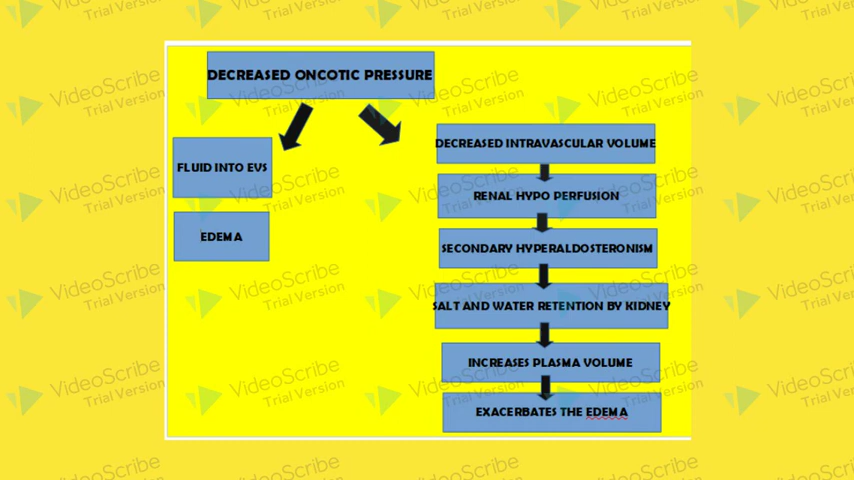 DECREASED ONCOTIC PRESSURE
FLUID INTO EVS
EDEMA
DECREASED INTRAVASCULAR VOLUME
RENAL HYPO PERFUSION
SECONDARY HYPERALDOSTERONISM
SALT AND WATER RETENTION BY KIDNEY
INCREASES PLASMA VOLUME
EXACERBATES THE EDEMA
VideoScribe
Trial Version